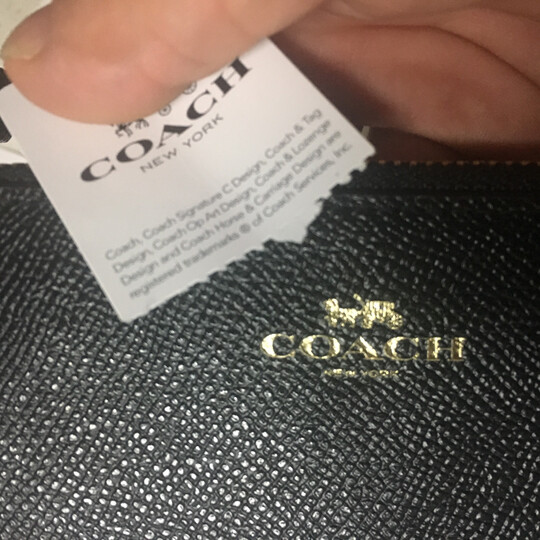 COACH
NEW YORK
Coach, Coach Signature C Design, Coach & Tag
Design, Coach Op Art Design, Coach & Lozenge
Design and Coach Horse & Carriage Design are
registered trademarks ® of Coach Services, Inc.
COACH
NEW YORK